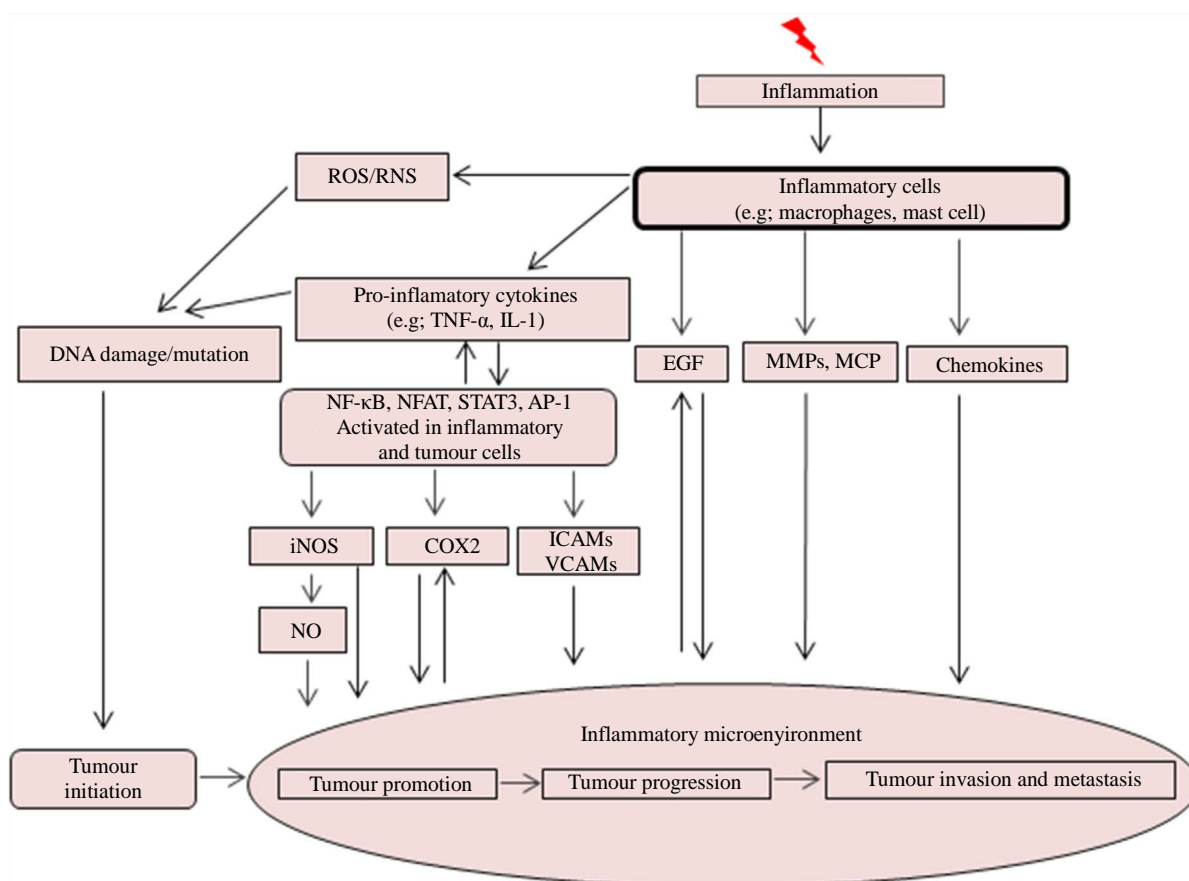 Inflammation
ROS/RNS
Inflammatory cells
(e.g; macrophages, mast cell)
Pro-inflamatory cytokines
(e.g; TNF-α, IL-1)
DNA damage/mutation
EGF
MMPs, MCP
Chemokines
NF-κB, NFAT, STAT3, AP-1
Activated in inflammatory
and tumour cells
iNOS
COX2
ICAMs
VCAMs
NO
Inflammatory microenyironment
Tumour
initiation
Tumour promotion
Tumour progression
Tumour invasion and metastasis